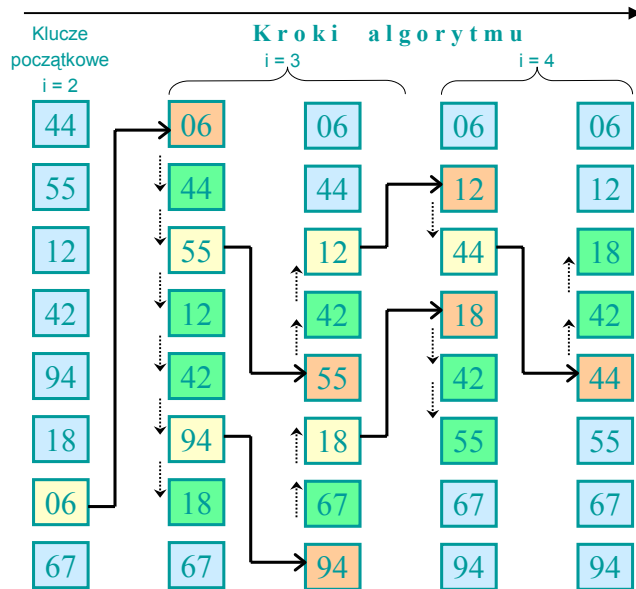 Klucze
początkowe
i = 2
Kroki algorytmu
i = 3
i = 4
44 06 06 06 06
55 44 44 12 12
12 55 12 44 18
42 12 42 18 42
94 42 55 42 44
18 94 18 55 55
06 18 67 67 67
67 67 94 94 94